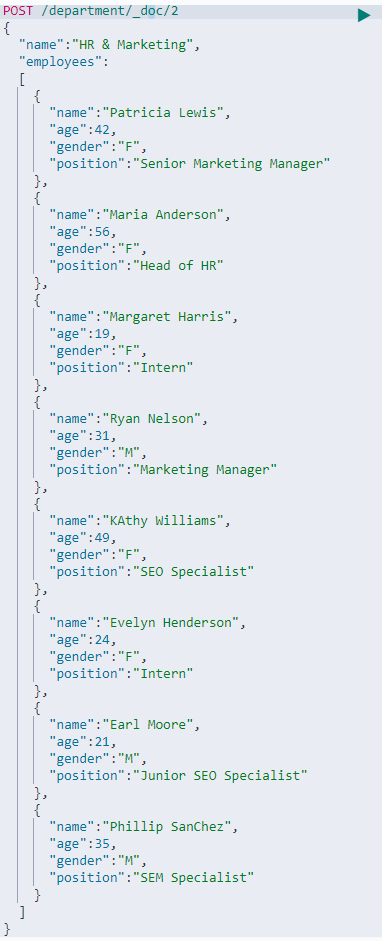 POST /department/_doc/2
{
  "name":"HR & Marketing",
  "employees":
  [
    {
      "name":"Patricia Lewis",
      "age":42,
      "gender":"F",
      "position":"Senior Marketing Manager"
    },
    {
      "name":"Maria Anderson",
      "age":56,
      "gender":"F",
      "position":"Head of HR"
    },
    {
      "name":"Margaret Harris",
      "age":19,
      "gender":"F",
      "position":"Intern"
    },
    {
      "name":"Ryan Nelson",
      "age":31,
      "gender":"M",
      "position":"Marketing Manager"
    },
    {
      "name":"KAthy Williams",
      "age":49,
      "gender":"F",
      "position":"SEO Specialist"
    },
    {
      "name":"Evelyn Henderson",
      "age":24,
      "gender":"F",
      "position":"Intern"
    },
    {
      "name":"Earl Moore",
      "age":21,
      "gender":"M",
      "position":"Junior SEO Specialist"
    },
    {
      "name":"Phillip SanChez",
      "age":35,
      "gender":"M",
      "position":"SEM Specialist"
    }
  ]
}